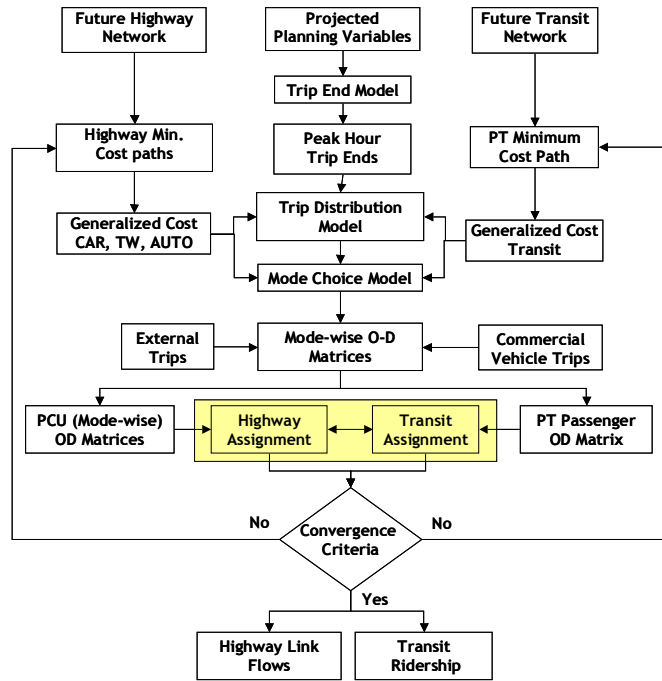 Future Highway
Network
Projected
Planning Variables
Future Transit
Network
Trip End Model
Highway Min.
Cost paths
Peak Hour
Trip Ends
PT Minimum
Cost Path
Generalized Cost
CAR, TW, AUTO
Trip Distribution
Model
Generalized Cost
Transit
Mode Choice Model
External
Trips
Mode-wise O-D
Matrices
Commercial
Vehicle Trips
PCU (Mode-wise)
OD Matrices
Highway
Assignment
Transit
Assignment
PT Passenger
OD Matrix
No
Convergence
Criteria
No
Yes
Highway Link
Flows
Transit
Ridership